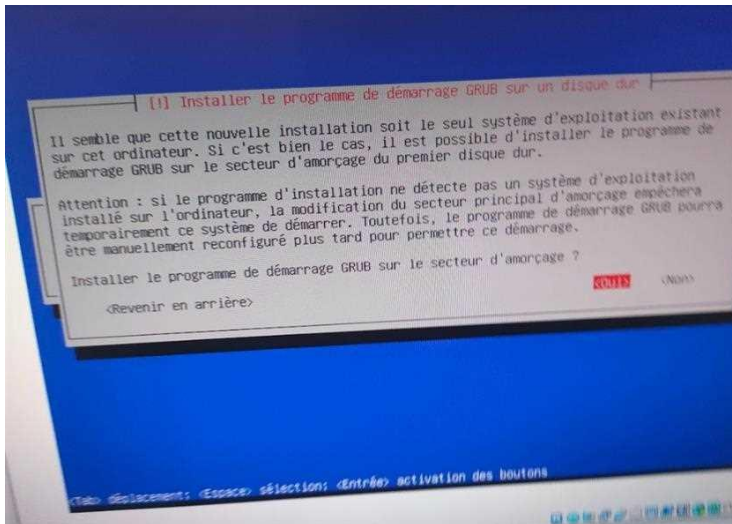 [!] Installer le programme de démarrage GRUB sur un disque dur
Il semble que cette nouvelle installation soit le seul système d'exploitation existant
sur cet ordinateur. Si c'est bien le cas, il est possible d'installer le programme de
démarrage GRUB sur le secteur d'amorçage du premier disque dur.
Attention : si le programme d'installation ne détecte pas un système d'exploitation
installé sur l'ordinateur, la modification du secteur principal d'amorçage empêchera
temporairement ce système de démarrer. Toutefois, le programme de démarrage GRUB pourra
être manuellement reconfiguré plus tard pour permettre ce démarrage.
Installer le programme de démarrage GRUB sur le secteur d'amorçage ?
<Revenir en arrière> <Oui> <Non>
<Tab> déplacement; <Espace> sélection; <Entrée> activation des boutons